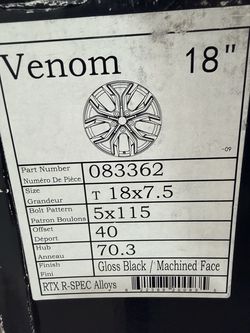 Venom 18"
-09
Part Number 083362
Numéro De Pièce
Size T 18x7.5
Grandeur
Bolt Pattern 5x115
Patron Boulons
Offset 40
Déport
Hub 70.3
Anneau
Finish Gloss Black / Machined Face
Fini
RTX R-SPEC Alloys